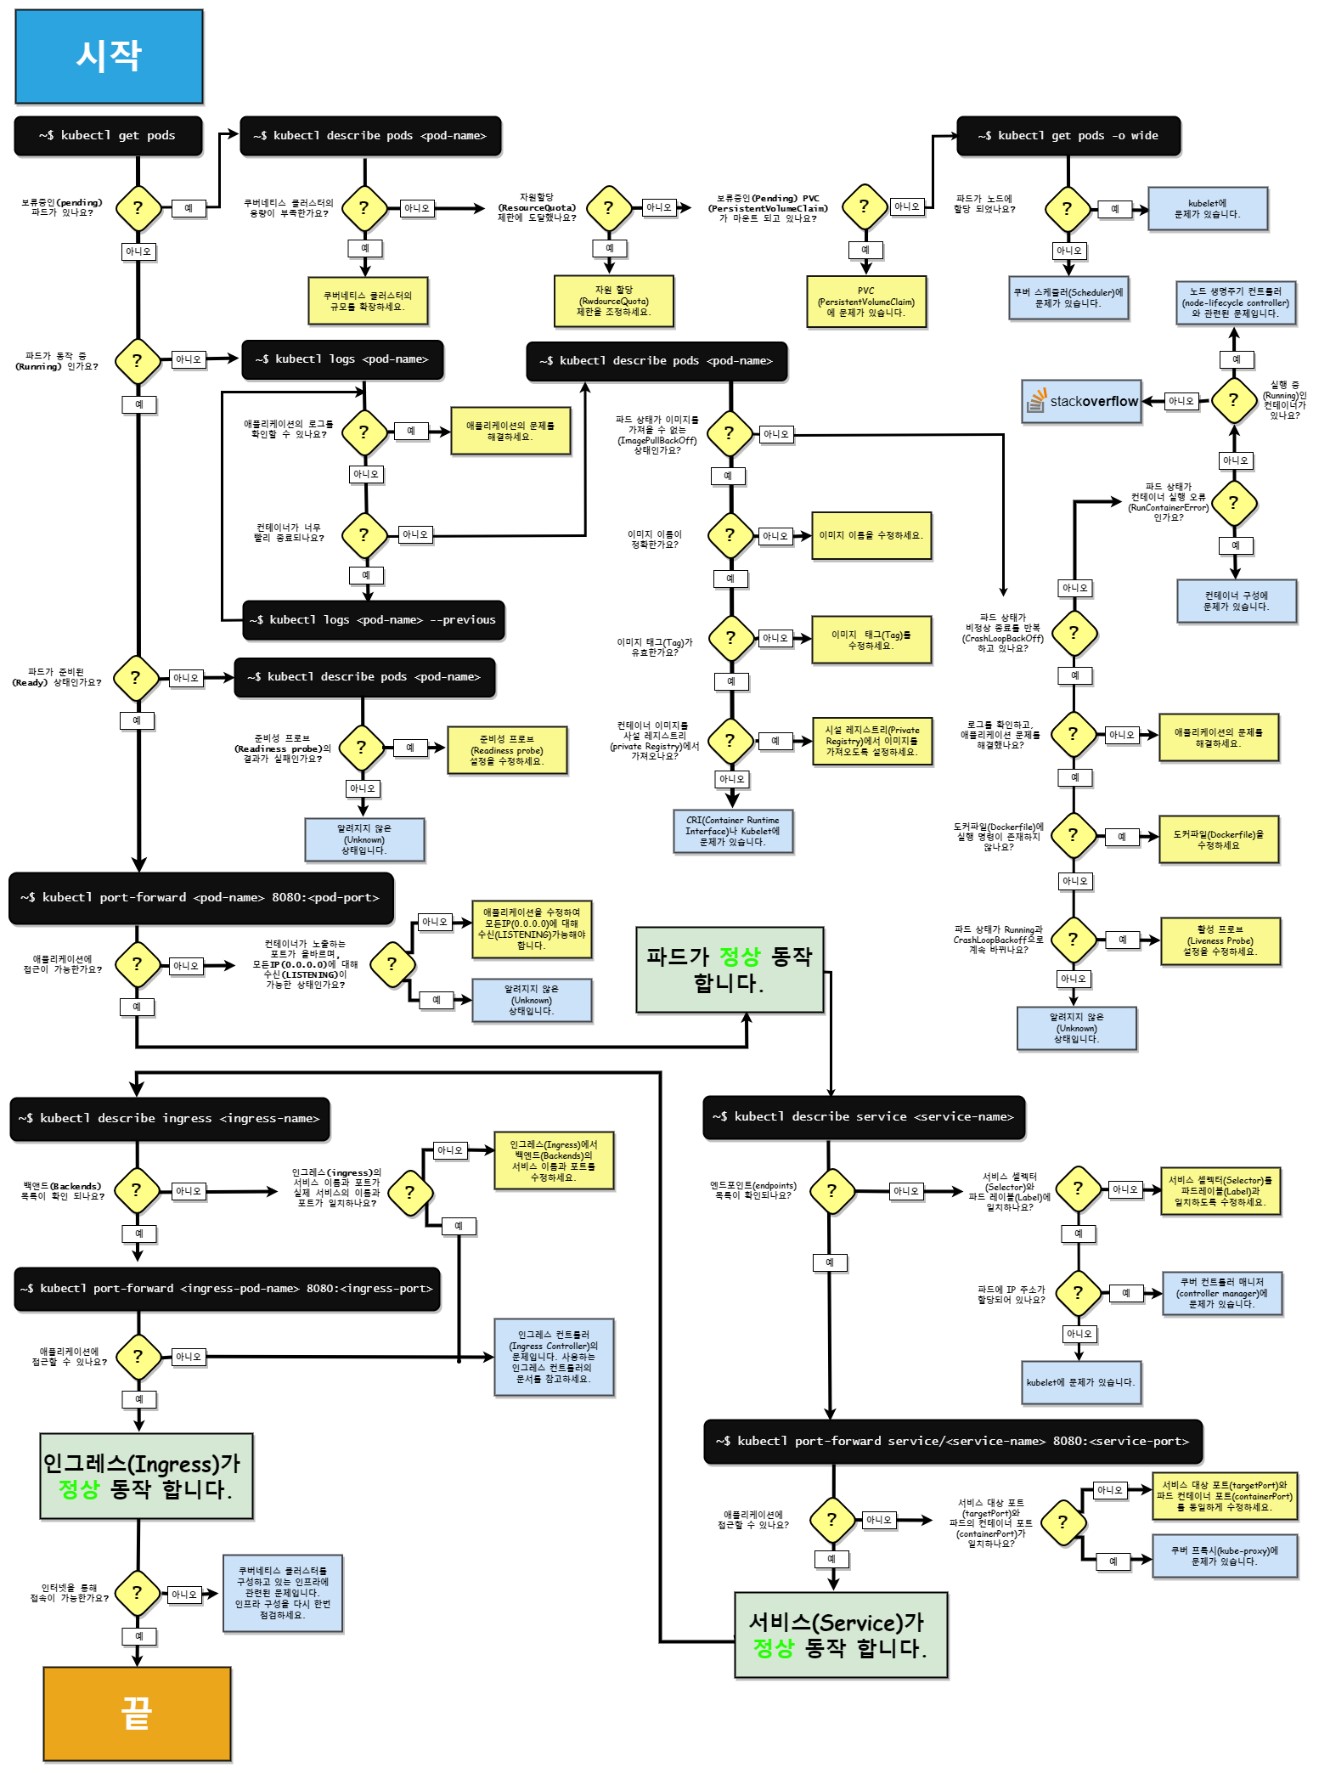 시작
~$ kubectl get pods
~$ kubectl describe pods <pod-name>
~$ kubectl get pods -o wide
보류중인(pending)
파드가 있나요?
?
예
아니오
쿠버네티스 클러스터의
용량이 부족한가요?
?
아니오
예
쿠버네티스 클러스터의
규모를 확장하세요.
자원할당
(ResourceQuota)
제한에 도달했나요?
?
아니오
예
자원 할당
(RwdourceQuota)
제한을 조정하세요.
보류중인(Pending) PVC
(PersistentVolumeClaim)
가 마운트 되고 있나요?
?
아니오
예
PVC
(PersistentVolumeClaim)
에 문제가 있습니다.
파드가 노드에
할당 되었나요?
?
예
kubelet에
문제가 있습니다.
아니오
쿠버 스케줄러(Scheduler)에
문제가 있습니다.
노드 생명주기 컨트롤러
(node-lifecycle controller)
와 관련된 문제입니다.
예
?
실행 중
(Running)인
컨테이너가
있나요?
아니오
stackoverflow
아니오
파드 상태가
컨테이너 실행 오류
(RunContainerError)
인가요?
?
예
컨테이너 구성에
문제가 있습니다.
파드가 동작 중
(Running) 인가요?
?
아니오
예
~$ kubectl logs <pod-name>
애플리케이션의 로그를
확인할 수 있나요?
?
예
애플리케이션의 문제를
해결하세요.
아니오
컨테이너가 너무
빨리 종료되나요?
?
아니오
예
~$ kubectl logs <pod-name> --previous
~$ kubectl describe pods <pod-name>
파드 상태가 이미지를
가져올 수 없는
(ImagePullBackOff)
상태인가요?
?
아니오
예
이미지 이름이
정확한가요?
?
아니오
이미지 이름을 수정하세요.
예
이미지 태그(Tag)가
유효한가요?
?
아니오
이미지 태그(Tag)를
수정하세요.
예
컨테이너 이미지를
사설 레지스트리
(private Registry)에서
가져오나요?
?
예
시설 레지스트리(Private
Registry)에서 이미지를
가져오도록 설정하세요.
아니오
CRI(Container Runtime
Interface)나 Kubelet에
문제가 있습니다.
아니오
파드 상태가
비정상 종료를 반복
(CrashLoopBackOff)
하고 있나요?
?
예
로그를 확인하고,
애플리케이션 문제를
해결했나요?
?
아니오
애플리케이션의 문제를
해결하세요.
예
도커파일(Dockerfile)에
실행 명령이 존재하지
않나요?
?
예
도커파일(Dockerfile)을
수정하세요
아니오
파드 상태가 Running과
CrashLoopBackoff으로
계속 바뀌나요?
?
예
활성 프로브
(Liveness Probe)
설정을 수정하세요.
아니오
알려지지 않은
(Unknown)
상태입니다.
파드가 준비된
(Ready) 상태인가요?
?
아니오
예
~$ kubectl describe pods <pod-name>
준비성 프로브
(Readiness probe)의
결과가 실패인가요?
?
예
준비성 프로브
(Readiness probe)
설정을 수정하세요.
아니오
알려지지 않은
(Unknown)
상태입니다.
~$ kubectl port-forward <pod-name> 8080:<pod-port>
애플리케이션에
접근이 가능한가요?
?
아니오
예
컨테이너가 노출하는
포트가 올바르며,
모든IP(0.0.0.0)에 대해
수신(LISTENING)이
가능한 상태인가요?
?
아니오
애플리케이션을 수정하여
모든IP(0.0.0.0)에 대해
수신(LISTENING)가능해야
합니다.
예
알려지지 않은
(Unknown)
상태입니다.
파드가 정상 동작
합니다.
~$ kubectl describe service <service-name>
엔드포인트(endpoints)
목록이 확인되나요?
?
아니오
예
서비스 셀렉터
(Selector)와
파드 레이블(Label)에
일치하나요?
?
아니오
서비스 셀렉터(Selector)를
파드레이블(Label)과
일치하도록 수정하세요.
예
파드에 IP 주소가
할당되어 있나요?
?
예
쿠버 컨트롤러 매니저
(controller manager)에
문제가 있습니다.
아니오
kubelet에 문제가 있습니다.
~$ kubectl port-forward service/<service-name> 8080:<service-port>
애플리케이션에
접근할 수 있나요?
?
아니오
예
서비스 대상 포트
(targetPort)와
파드의 컨테이너 포트
(containerPort)가
일치하나요?
?
아니오
서비스 대상 포트(targetPort)와
파드 컨테이너 포트(containerPort)
를 동일하게 수정하세요.
예
쿠버 프록시(kube-proxy)에
문제가 있습니다.
서비스(Service)가
정상 동작 합니다.
~$ kubectl describe ingress <ingress-name>
백앤드(Backends)
목록이 확인 되나요?
?
아니오
예
인그레스(ingress)의
서비스 이름과 포트가
실제 서비스의 이름과
포트가 일치하나요?
?
아니오
인그레스(Ingress)에서
백앤드(Backends)의
서비스 이름과 포트를
수정하세요.
예
~$ kubectl port-forward <ingress-pod-name> 8080:<ingress-port>
애플리케이션에
접근할 수 있나요?
?
아니오
인그레스 컨트롤러
(Ingress Controller)의
문제입니다. 사용하는
인그레스 컨트롤러의
문서를 참고하세요.
예
인그레스(Ingress)가
정상 동작 합니다.
인터넷을 통해
접속이 가능한가요?
?
아니오
쿠버네티스 클러스터를
구성하고 있는 인프라에
관련된 문제입니다.
인프라 구성을 다시 한번
점검하세요.
예
끝